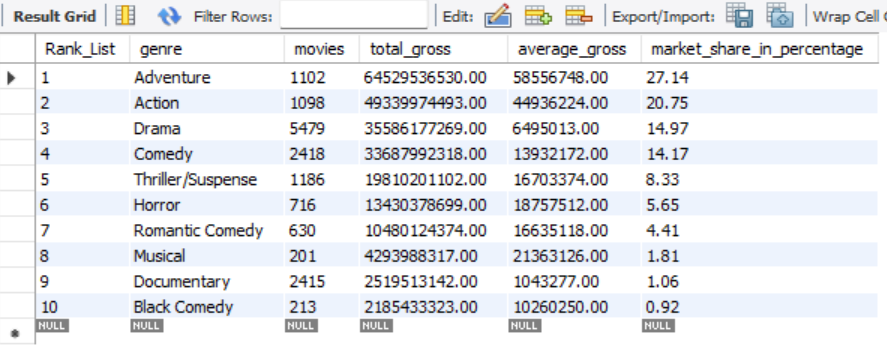 Result Grid Filter Rows: Edit: Export/Import: Wrap Cell
Rank_List genre movies total_gross average_gross market_share_in_percentage
1 Adventure 1102 64529536530.00 58556748.00 27.14
2 Action 1098 49339974493.00 44936224.00 20.75
3 Drama 5479 35586177269.00 6495013.00 14.97
4 Comedy 2418 33687992318.00 13932172.00 14.17
5 Thriller/Suspense 1186 19810201102.00 16703374.00 8.33
6 Horror 716 13430378699.00 18757512.00 5.65
7 Romantic Comedy 630 10480124374.00 16635118.00 4.41
8 Musical 201 4293988317.00 21363126.00 1.81
9 Documentary 2415 2519513142.00 1043277.00 1.06
10 Black Comedy 213 2185433323.00 10260250.00 0.92
NULL NULL NULL NULL NULL NULL